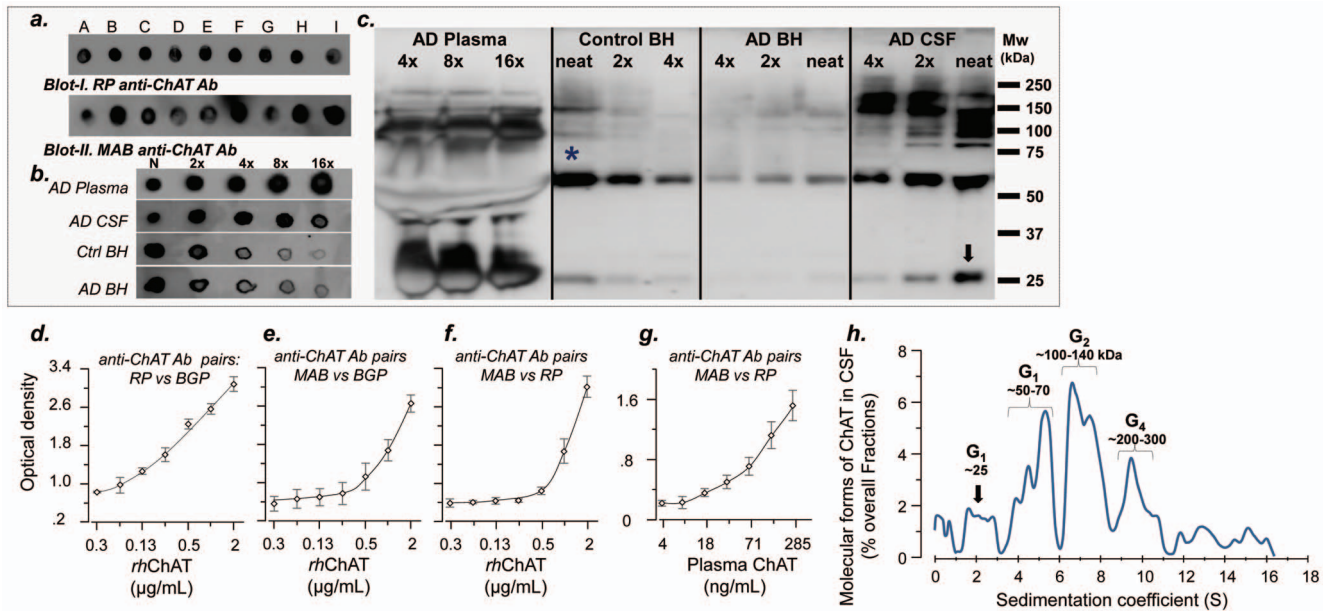 a.
A B C D E F G H I
Blot-I. RP anti-ChAT Ab
Blot-II. MAB anti-ChAT Ab
b.
N 2x 4x 8x 16x
AD Plasma
AD CSF
Ctrl BH
AD BH
c.
AD Plasma Control BH AD BH AD CSF Mw
4x 8x 16x neat 2x 4x 4x 2x neat 4x 2x neat (kDa)
250
150
100
75
*
50
37
25
d.
anti-ChAT Ab pairs:
RP vs BGP
Optical density
3.4
2.6
1.8
1.0
.2
0.3 0.13 0.5 2
rhChAT
(µg/mL)
e.
anti-ChAT Ab pairs
MAB vs BGP
0.3 0.13 0.5 2
rhChAT
(µg/mL)
f.
anti-ChAT Ab pairs
MAB vs RP
0.3 0.13 0.5 2
rhChAT
(µg/mL)
g.
anti-ChAT Ab pairs
MAB vs RP
1.6
.8
0
4 18 71 285
Plasma ChAT
(ng/mL)
h.
Molecular forms of ChAT in CSF
(% overall Fractions)
8
6
4
2
0
G1
~25
G1
~50-70
G2
~100-140 kDa
G4
~200-300
0 2 4 6 8 10 12 14 16 18
Sedimentation coefficient (S)